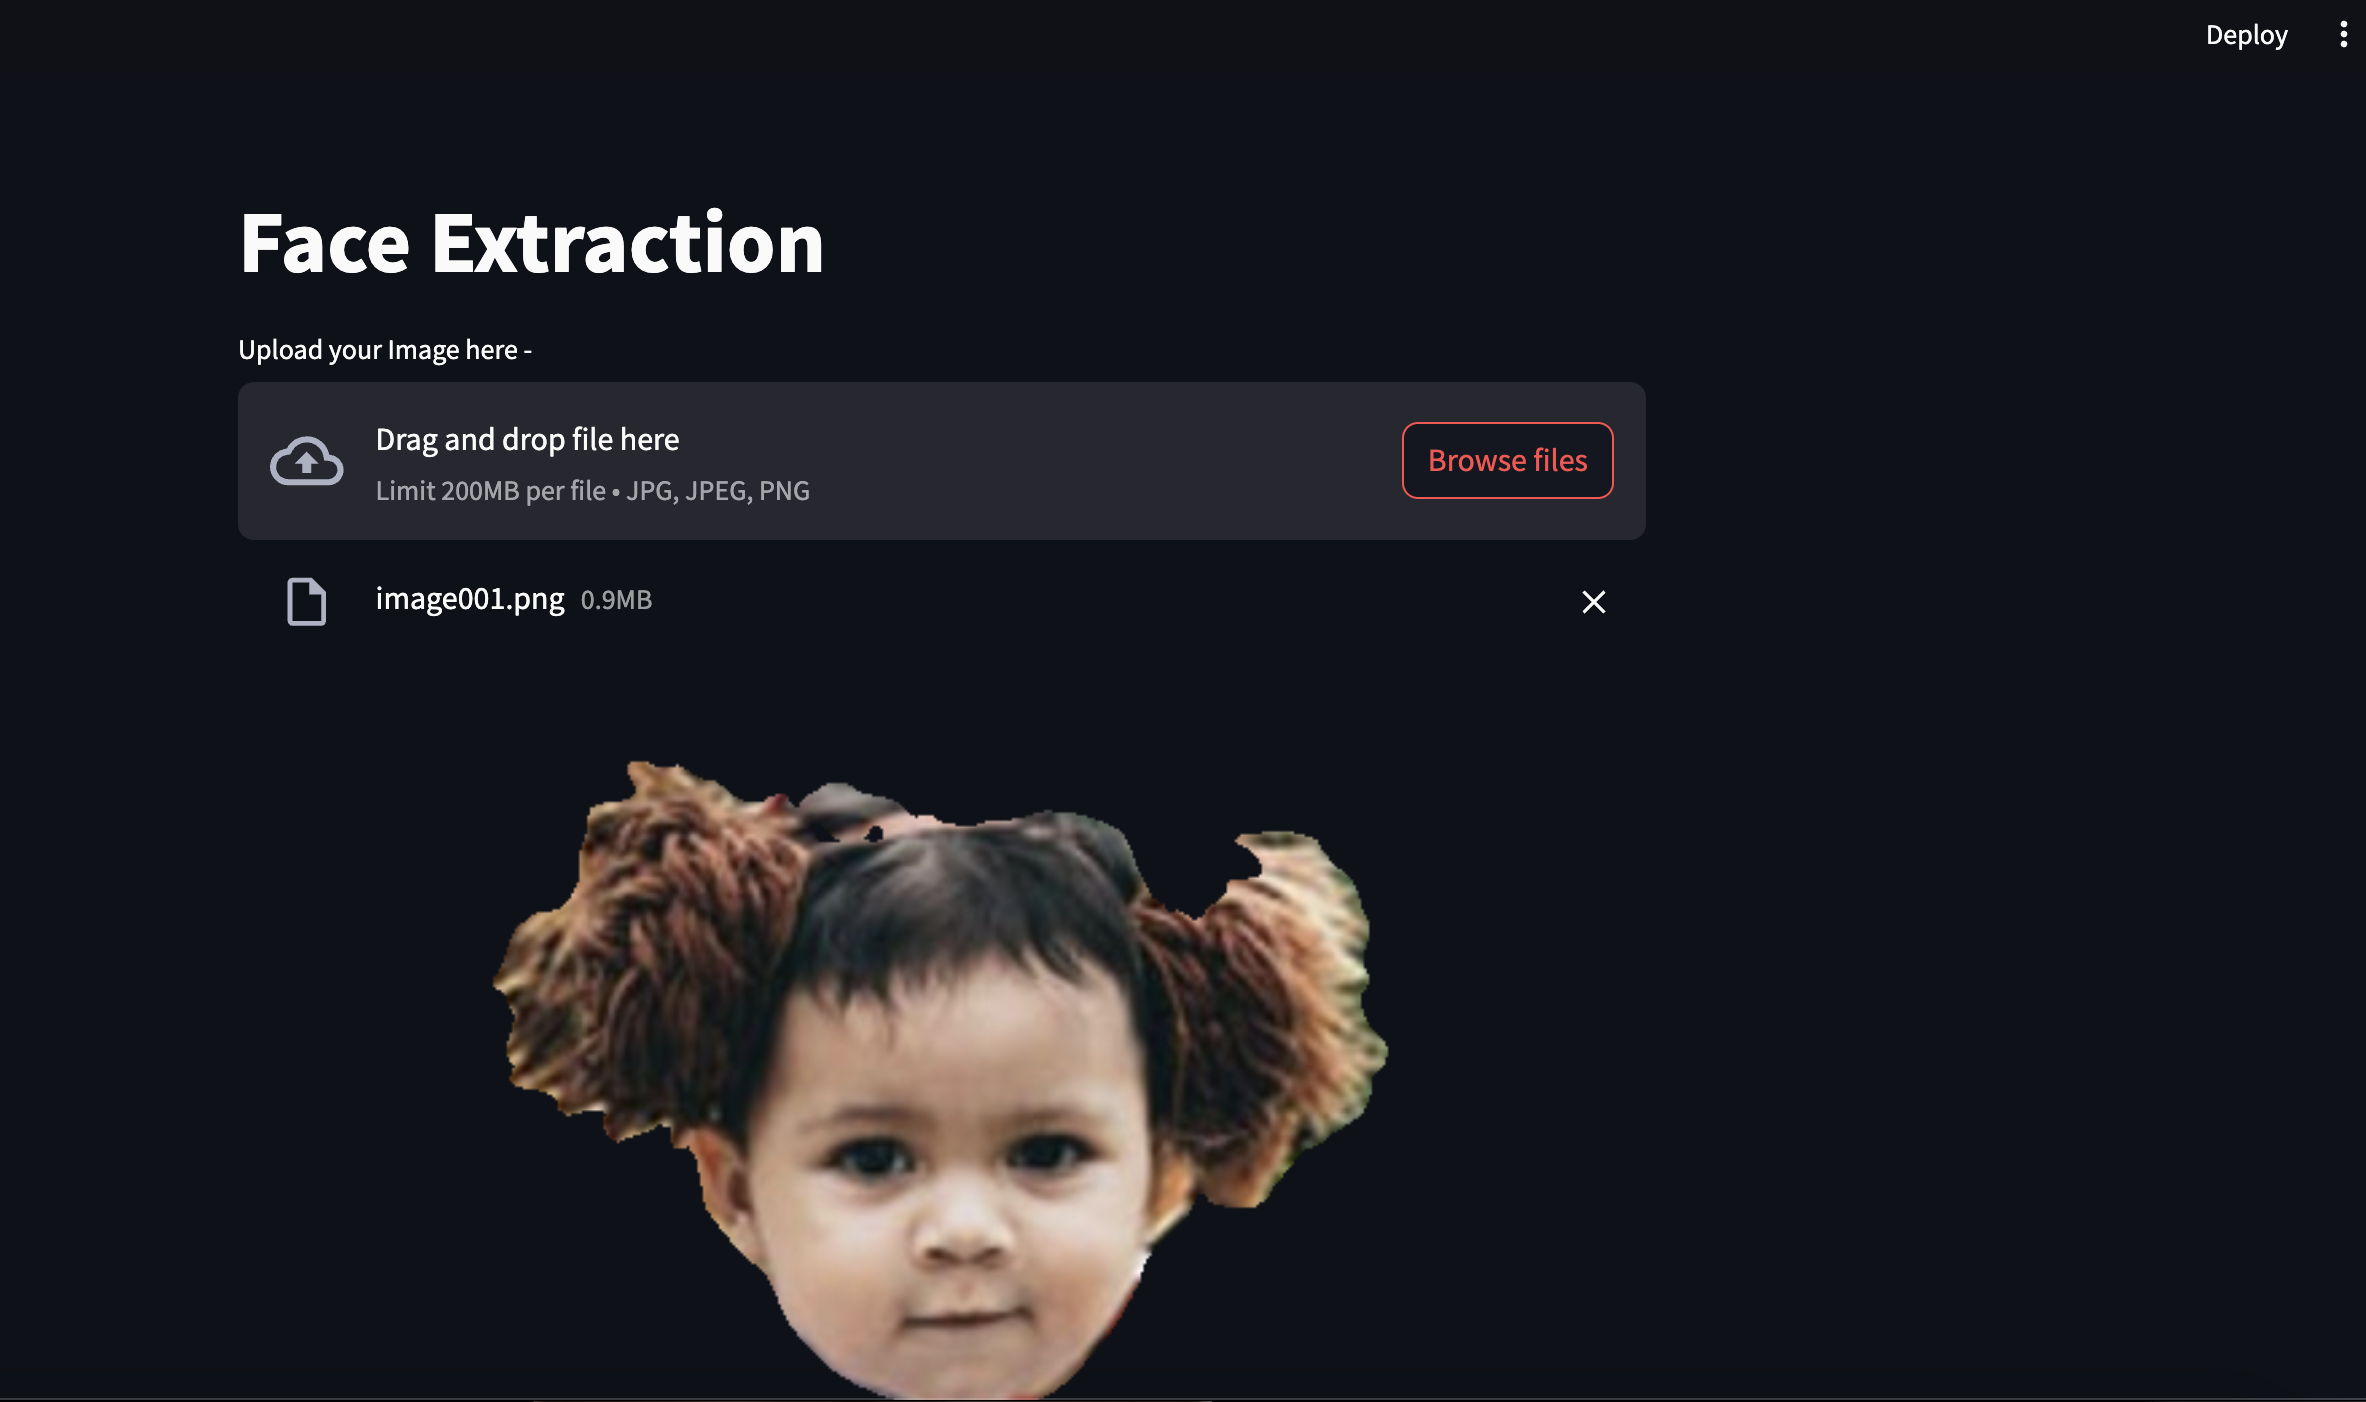 Deploy
Face Extraction
Upload your Image here -
Drag and drop file here
Limit 200MB per file • JPG, JPEG, PNG
Browse files
image001.png 0.9MB